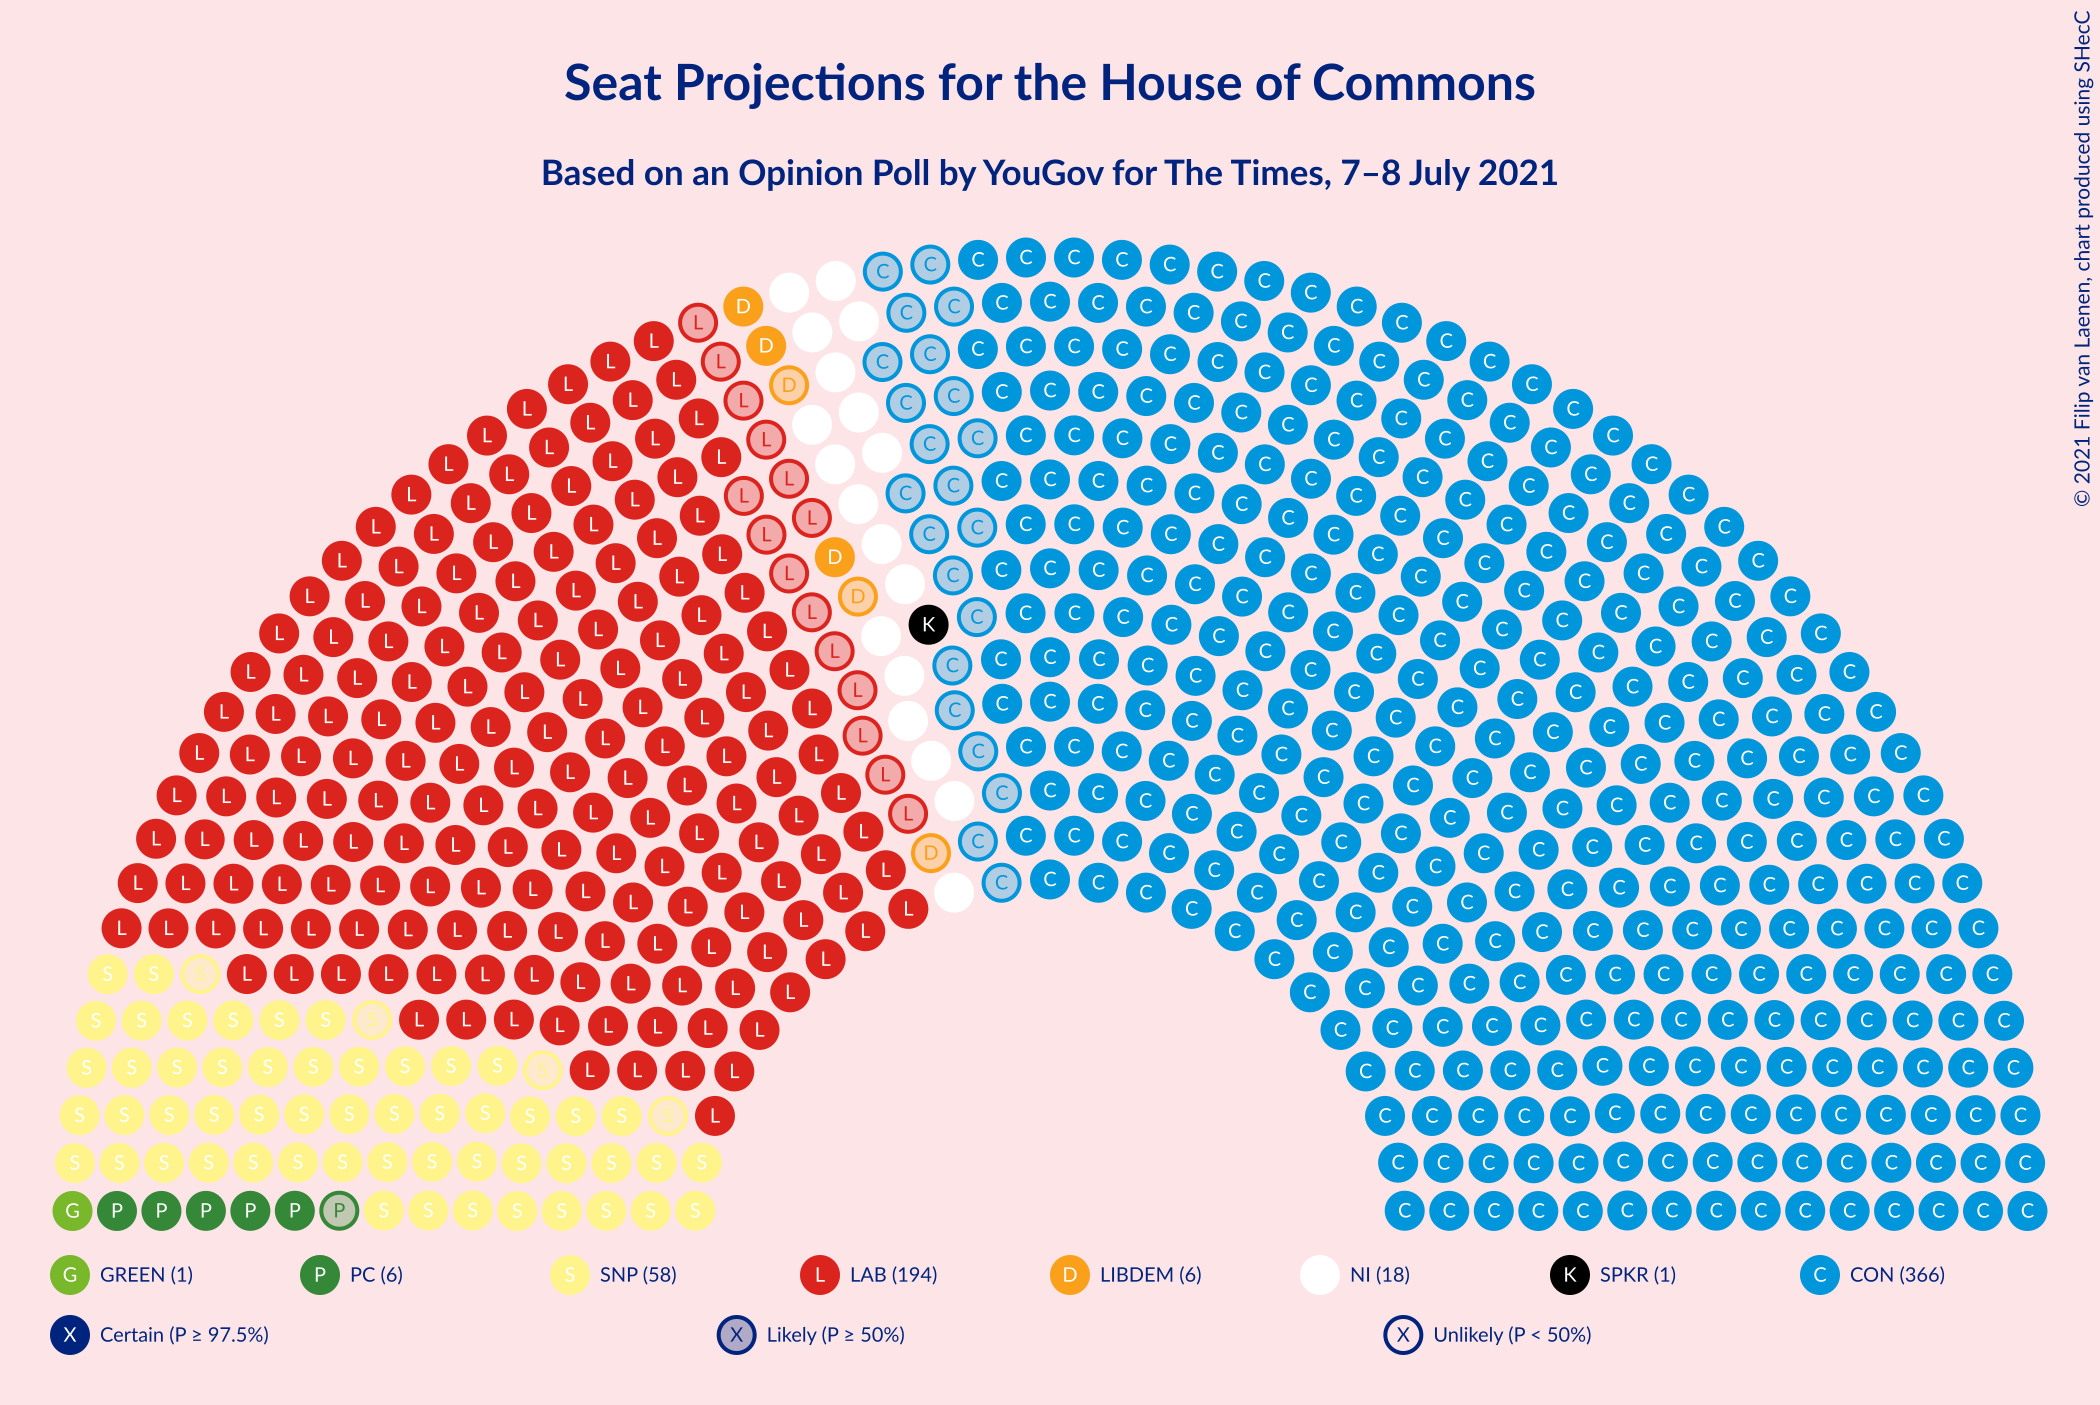 Seat Projections for the House of Commons
Based on an Opinion Poll by YouGov for The Times, 7–8 July 2021
© 2021 Filip van Laenen, chart produced using SHecC
G GREEN (1)
P PC (6)
S SNP (58)
L LAB (194)
D LIBDEM (6)
NI (18)
K SPKR (1)
C CON (366)
X Certain (P ≥ 97.5%)
X Likely (P ≥ 50%)
X Unlikely (P < 50%)